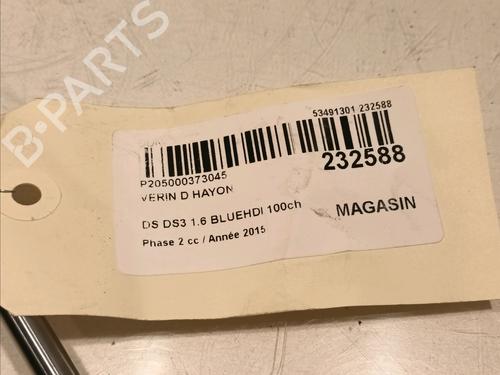 B-PARTS
53491301 232588
P205000373045
232588
VERIN D HAYON
DS DS3 1.6 BLUEHDI 100ch
MAGASIN
Phase 2 cc / Année 2015